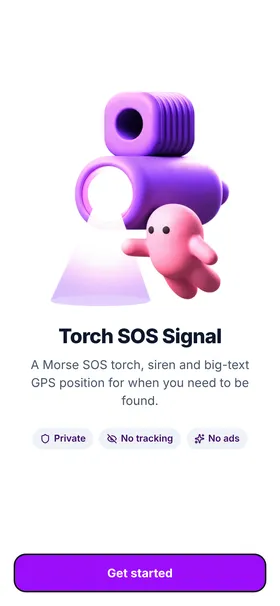 Torch SOS Signal
A Morse SOS torch, siren and big-text
GPS position for when you need to be
found.
Private
No tracking
No ads
Get started